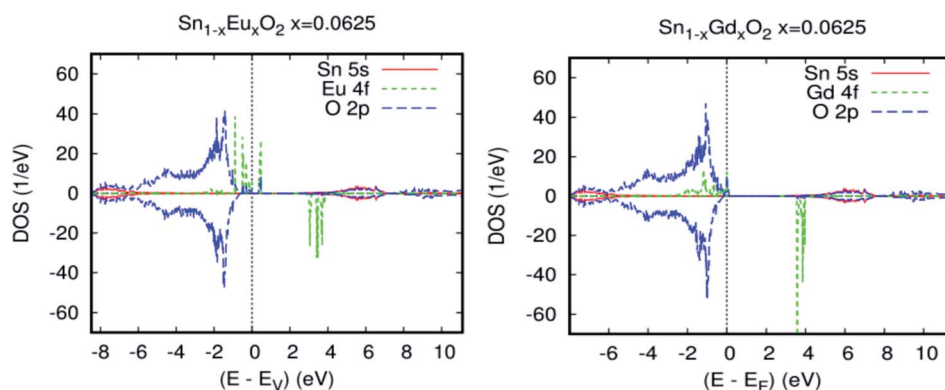 Sn1-xEuxO2 x=0.0625
Sn 5s
Eu 4f
O 2p
DOS (1/eV)
60
40
20
0
-20
-40
-60
-8 -6 -4 -2 0 2 4 6 8 10
(E - EV) (eV)
Sn1-xGdxO2 x=0.0625
Sn 5s
Gd 4f
O 2p
DOS (1/eV)
60
40
20
0
-20
-40
-60
-6 -4 -2 0 2 4 6 8 10
(E - EF) (eV)